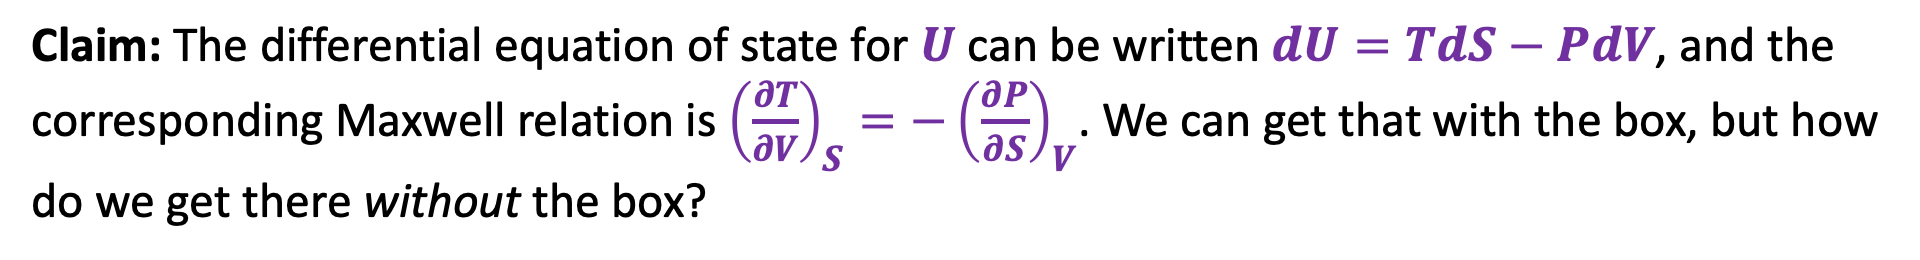 Claim: The differential equation of state for U can be written dU = TdS – PdV, and the
corresponding Maxwell relation is (∂T/∂V)_S = −(∂P/∂S)_V. We can get that with the box, but how
do we get there without the box?